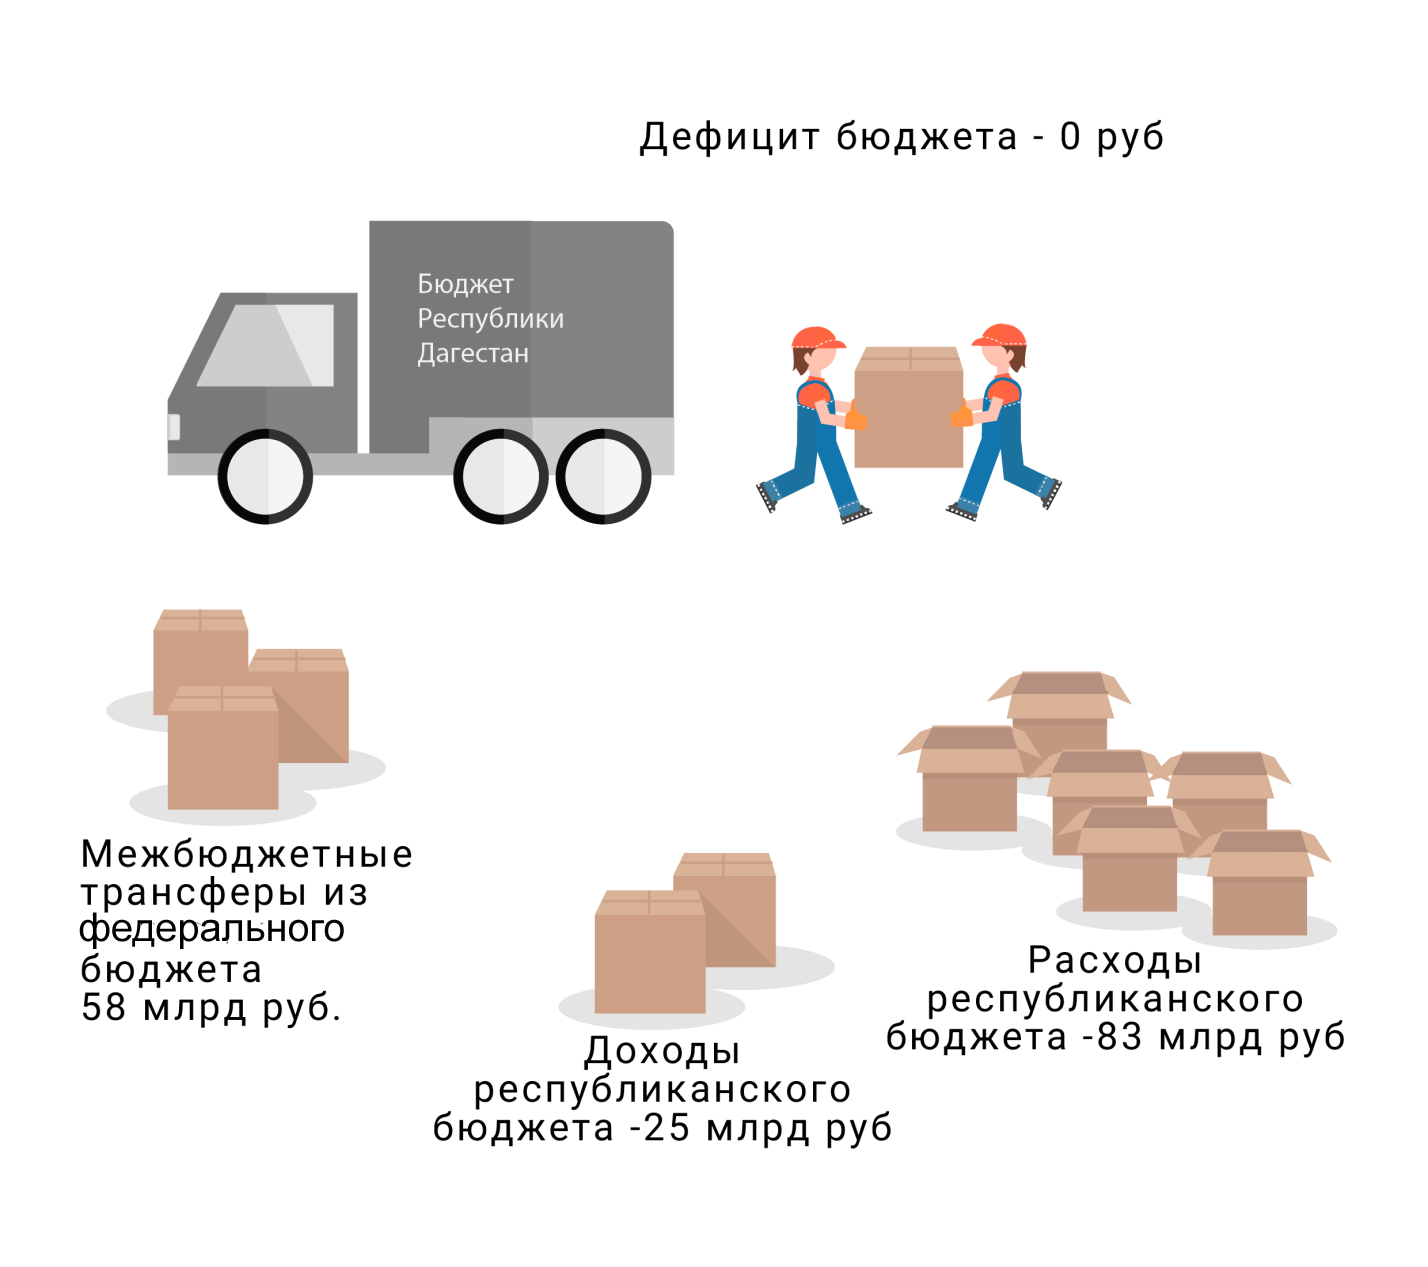 Дефицит бюджета - 0 руб
Бюджет
Республики
Дагестан
Межбюджетные
трансферы из
федерального
бюджета
58 млрд руб.
Доходы
республиканского
бюджета -25 млрд руб
Расходы
республиканского
бюджета -83 млрд руб